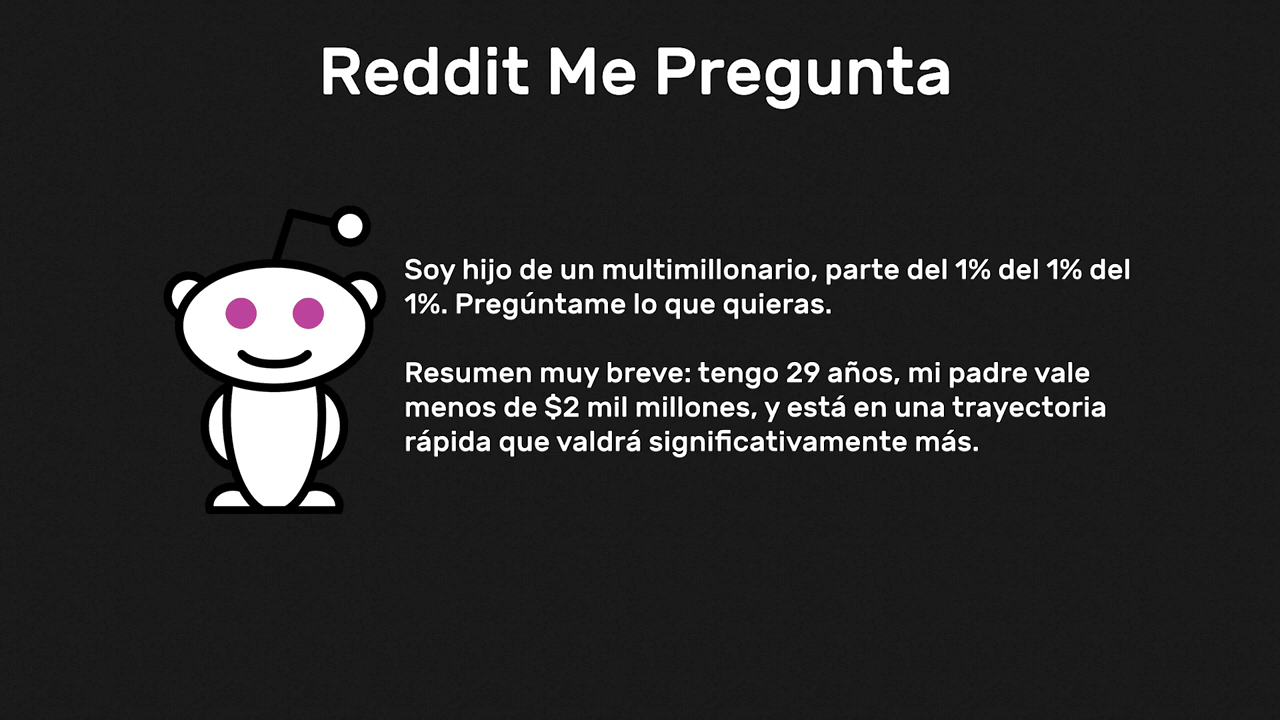 Reddit Me Pregunta
Soy hijo de un multimillonario, parte del 1% del 1% del
1%. Pregúntame lo que quieras.
Resumen muy breve: tengo 29 años, mi padre vale
menos de $2 mil millones, y está en una trayectoria
rápida que valdrá significativamente más.